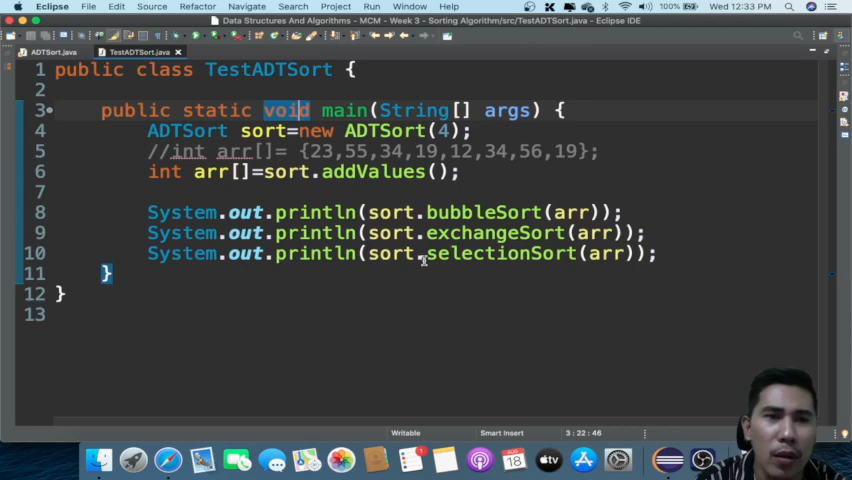 Eclipse File Edit Source Refactor Navigate Search Project Run Window Help 100% Wed 12:33 PM
Data Structures And Algorithms - MCM - Week 3 - Sorting Algorithm/src/TestADTSort.java - Eclipse IDE
ADTSort.java TestADTSort.java
1 public class TestADTSort {
2
3 public static void main(String[] args) {
4 ADTSort sort=new ADTSort(4);
5 //int arr[]= {23,55,34,19,12,34,56,19};
6 int arr[]=sort.addValues();
7
8 System.out.println(sort.bubbleSort(arr));
9 System.out.println(sort.exchangeSort(arr));
10 System.out.println(sort.selectionSort(arr));
11 }
12 }
13
Writable Smart Insert 3 : 22 : 46
AUG
18
tv
1